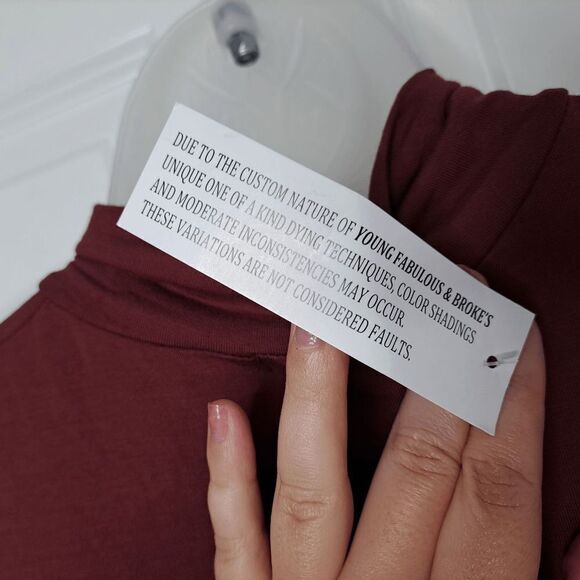 DUE TO THE CUSTOM NATURE OF YOUNG FABULOUS & BROKE'S
UNIQUE ONE OF A KIND DYING TECHNIQUES, COLOR SHADINGS
AND MODERATE INCONSISTENCIES MAY OCCUR.
THESE VARIATIONS ARE NOT CONSIDERED FAULTS.